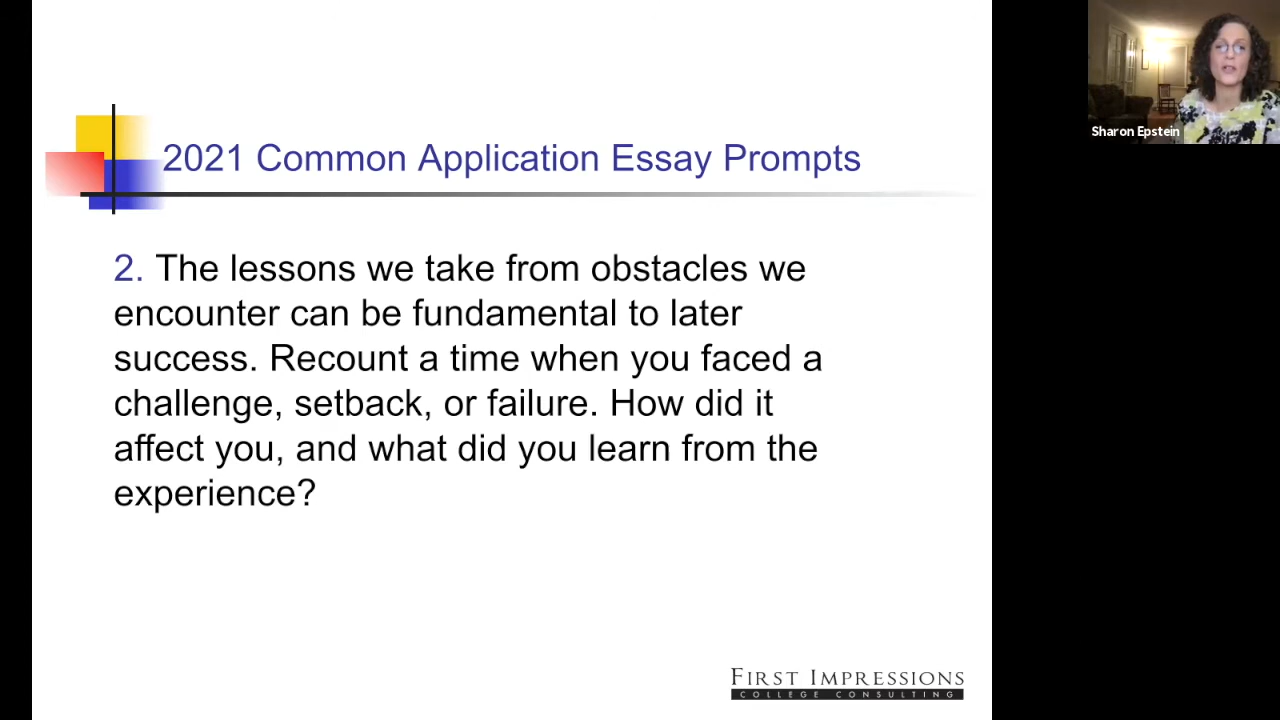 2021 Common Application Essay Prompts
2. The lessons we take from obstacles we
encounter can be fundamental to later
success. Recount a time when you faced a
challenge, setback, or failure. How did it
affect you, and what did you learn from the
experience?
FIRST IMPRESSIONS
COLLEGE CONSULTING
Sharon Epstein